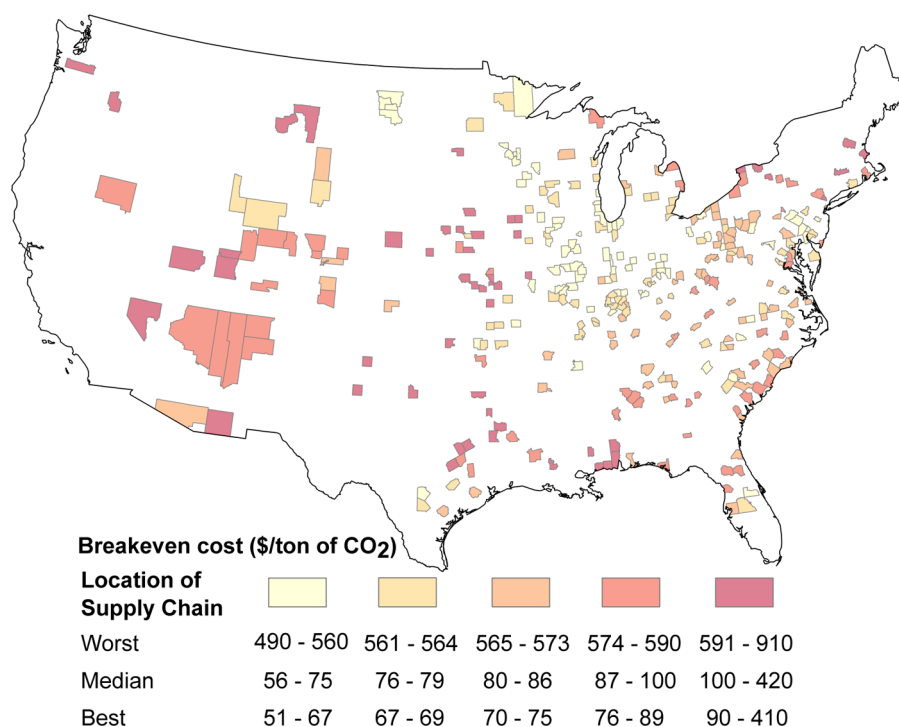 Breakeven cost ($/ton of CO2)
Location of
Supply Chain
Worst 490 - 560 561 - 564 565 - 573 574 - 590 591 - 910
Median 56 - 75 76 - 79 80 - 86 87 - 100 100 - 420
Best 51 - 67 67 - 69 70 - 75 76 - 89 90 - 410